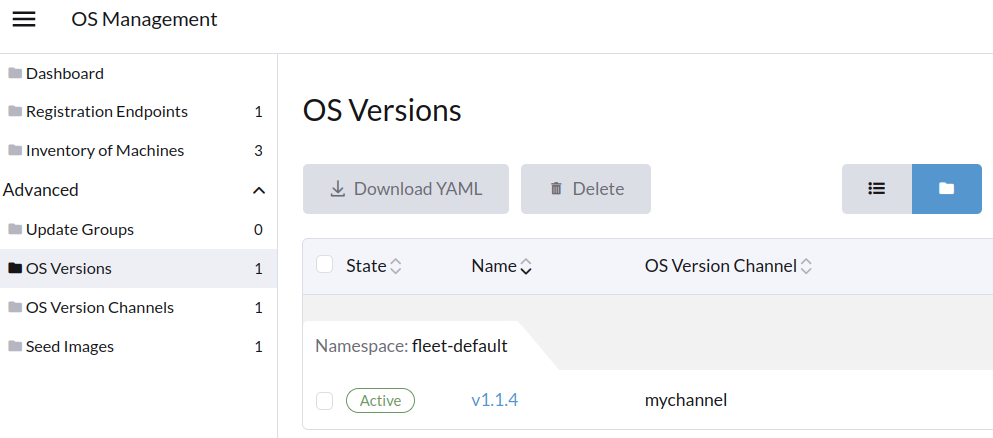 OS Management
Dashboard
Registration Endpoints 1
Inventory of Machines 3
Advanced
Update Groups 0
OS Versions 1
OS Version Channels 1
Seed Images 1
OS Versions
Download YAML Delete
State Name OS Version Channel
Namespace: fleet-default
Active v1.1.4 mychannel